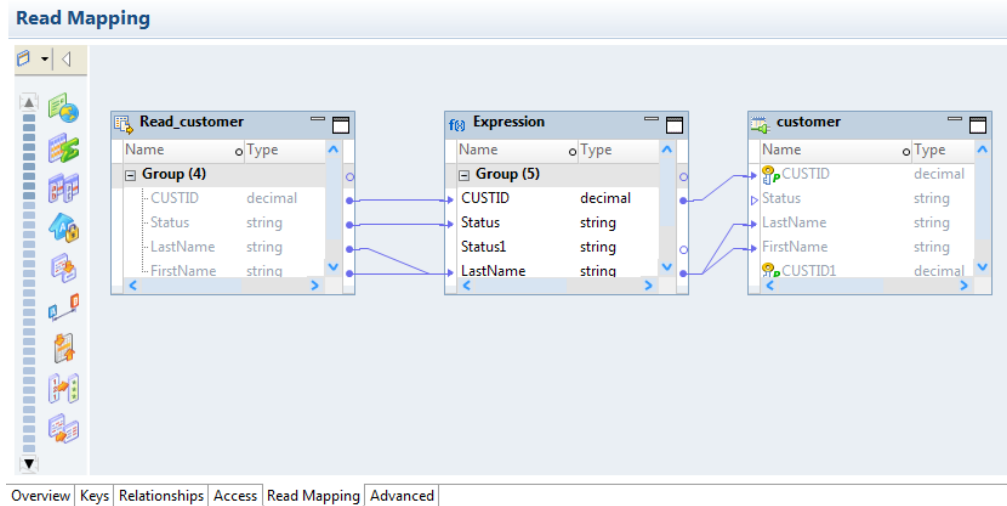 Read Mapping
Read_customer
Name Type
Group (4)
CUSTID decimal
Status string
LastName string
FirstName string
f(x) Expression
Name Type
Group (5)
CUSTID decimal
Status string
Status1 string
LastName string
customer
Name Type
CUSTID decimal
Status string
LastName string
FirstName string
CUSTID1 decimal
Overview Keys Relationships Access Read Mapping Advanced